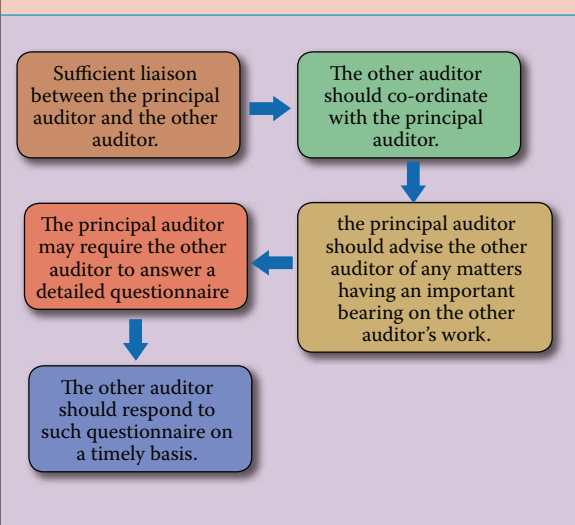 Sufficient liaison
between the principal
auditor and the other
auditor.
The other auditor
should co-ordinate
with the principal
auditor.
the principal auditor
should advise the other
auditor of any matters
having an important
bearing on the other
auditor's work.
The principal auditor
may require the other
auditor to answer a
detailed questionnaire
The other auditor
should respond to
such questionnaire on
a timely basis.